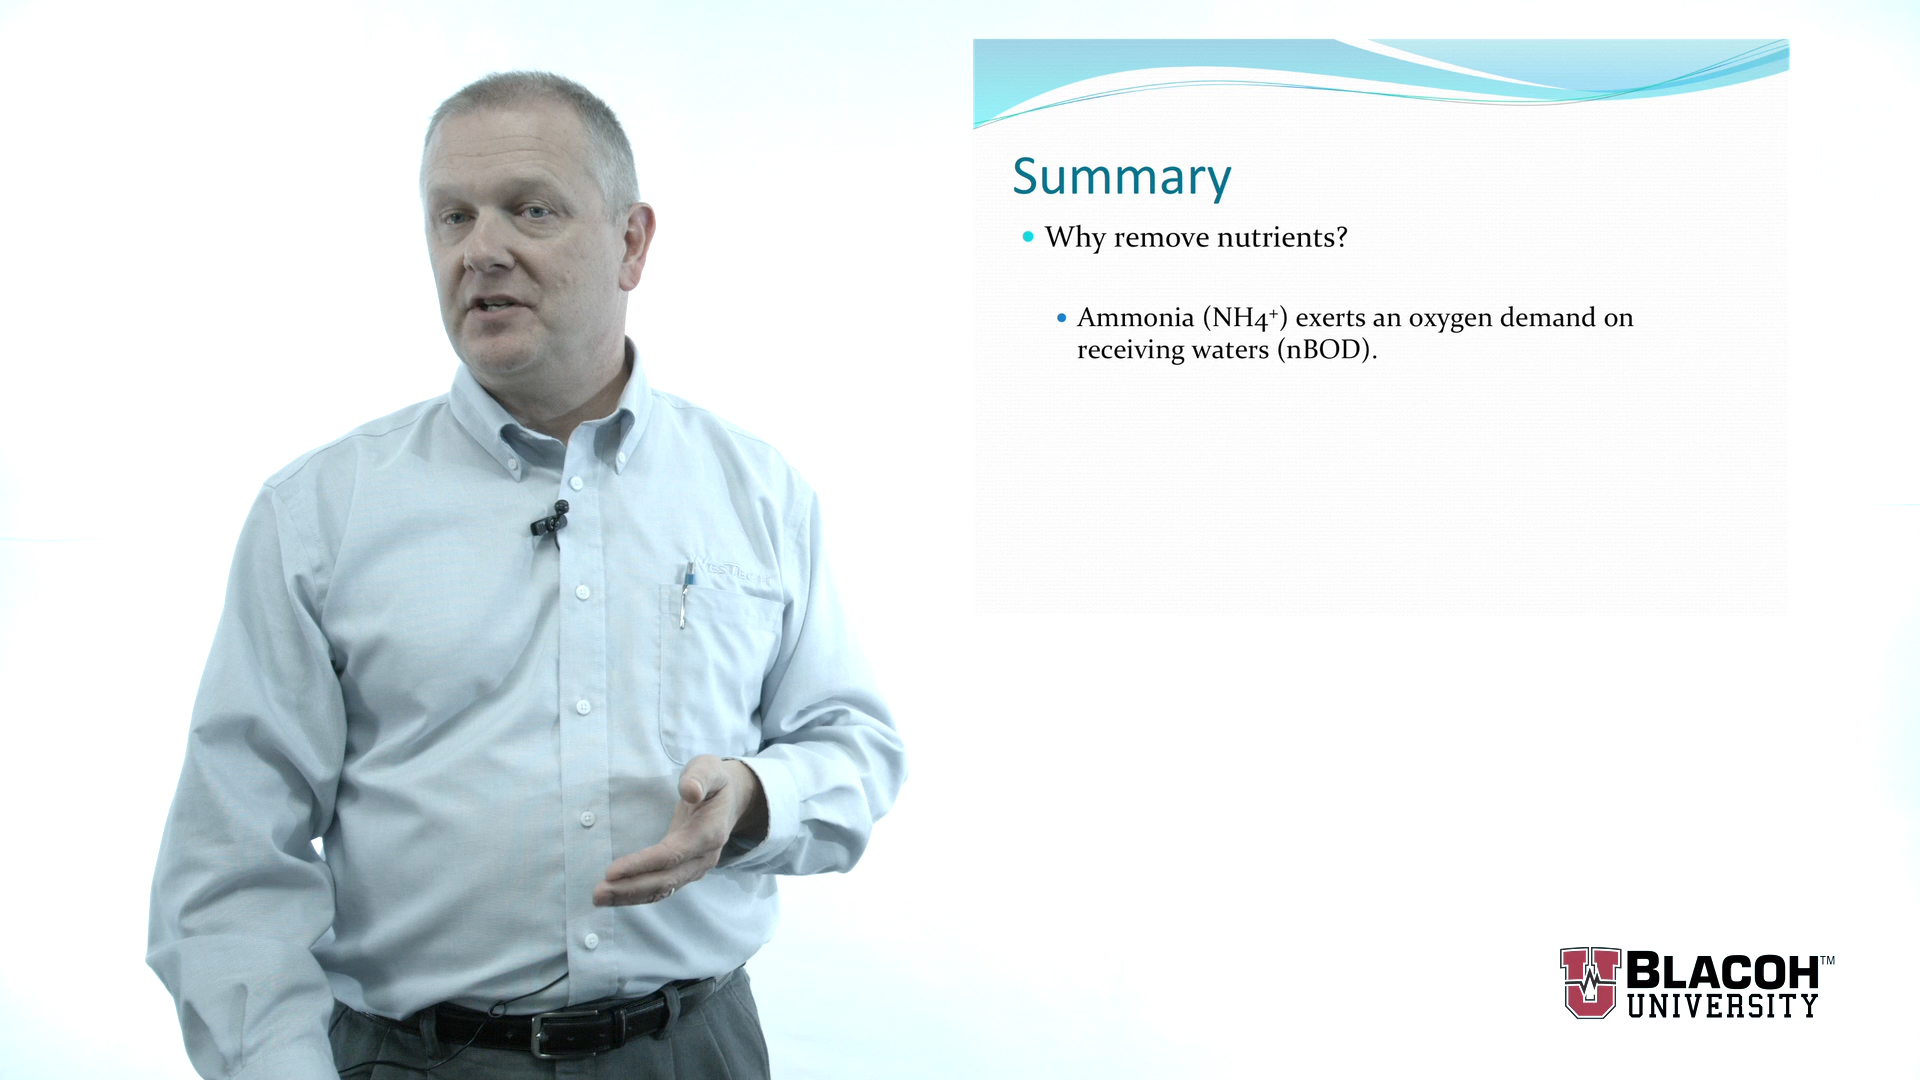 Summary
• Why remove nutrients?
• Ammonia (NH4⁺) exerts an oxygen demand on
receiving waters (nBOD).
BLACOH™
UNIVERSITY